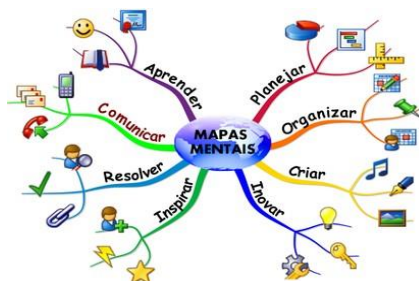 MAPAS
MENTAIS
Aprender
Comunicar
Resolver
Inspirar
Planejar
Organizar
Criar
Inovar